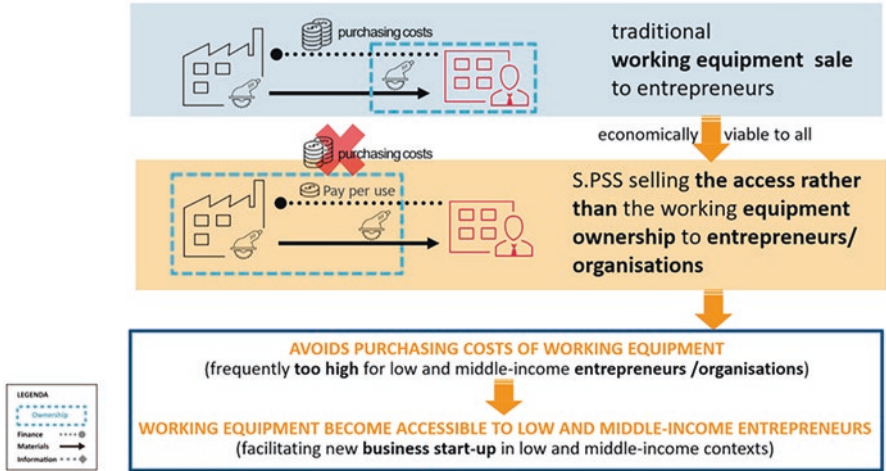 purchasing costs
traditional
working equipment sale
to entrepreneurs
economically viable to all
purchasing costs
Pay per use
S.PSS selling the access rather
than the working equipment
ownership to entrepreneurs/
organisations
AVOIDS PURCHASING COSTS OF WORKING EQUIPMENT
(frequently too high for low and middle-income entrepreneurs /organisations)
WORKING EQUIPMENT BECOME ACCESSIBLE TO LOW AND MIDDLE-INCOME ENTREPRENEURS
(facilitating new business start-up in low and middle-income contexts)
LEGENDA
Ownership
Finance
Materials
Information